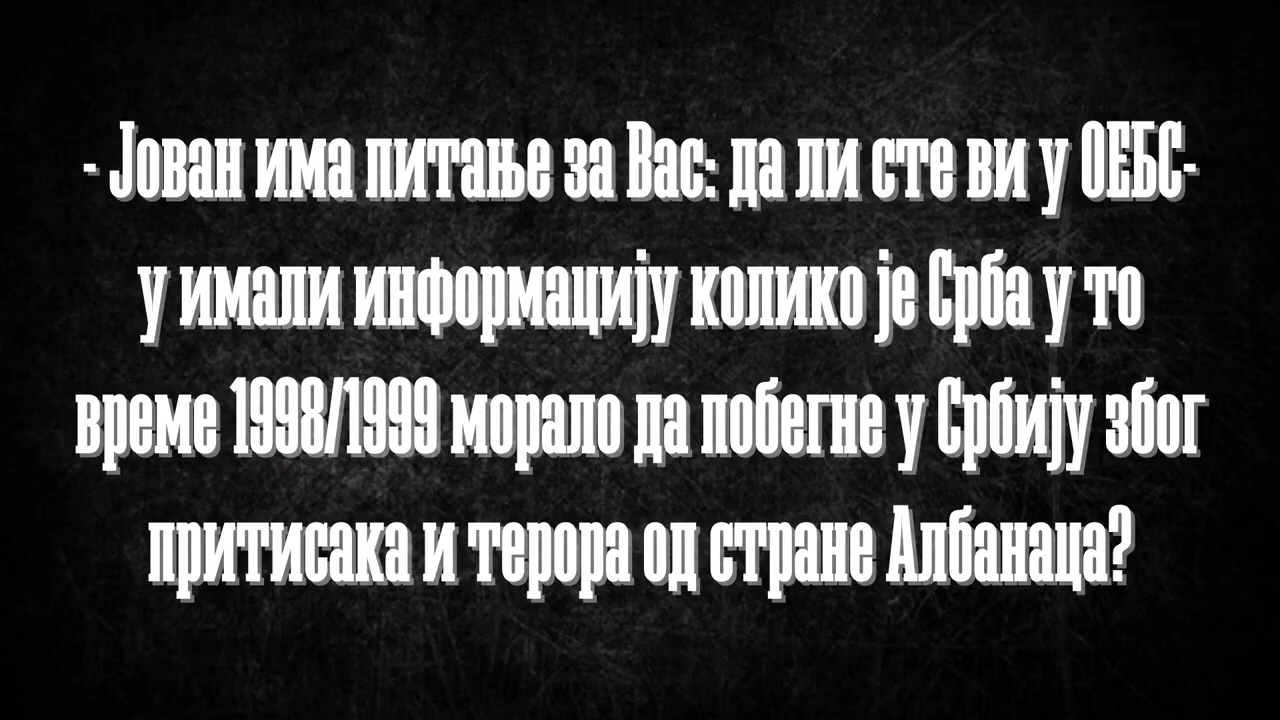 - Јован има питање за Вас: да ли сте ви у ОЕБС-
у имали информацију колико је Срба у то
време 1998/1999 морало да побегне у Србију због
притисака и терора од стране Албанаца?